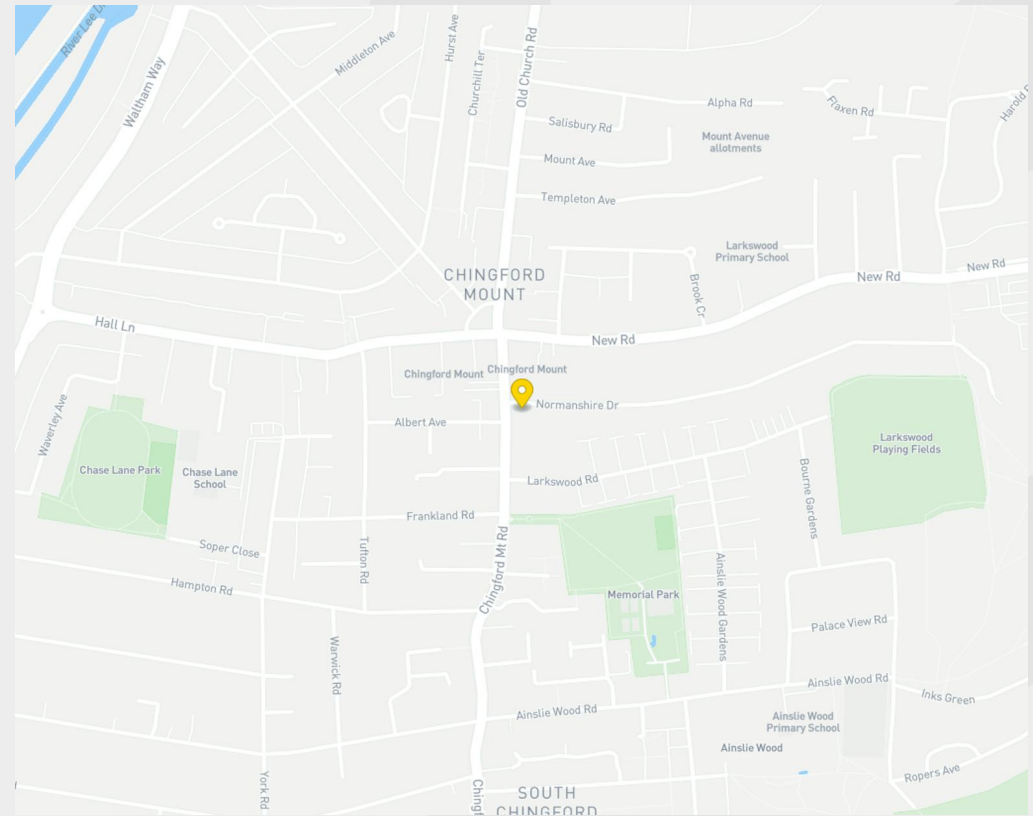 River Lee D
Waltham Way
Middleton Ave
Hurst Ave
Churchill Ter
Old Church Rd
Salisbury Rd
Alpha Rd
Flaxen Rd
Harold
Mount Avenue
allotments
Mount Ave
Templeton Ave
Larkswood
Primary School
CHINGFORD
MOUNT
Brook Cr
New Rd
New Rd
Hall Ln
New Rd
Chingford Mount
Chingford Mount
Normanshire Dr
Albert Ave
Waverley Ave
Chase Lane Park
Chase Lane
School
Larkswood
Playing Fields
Larkswood Rd
Bourne Gardens
Frankland Rd
Chingford Mt Rd
Soper Close
Tufton Rd
Hampton Rd
Ainslie Wood Gardens
Memorial Park
Palace View Rd
Warwick Rd
Ainslie Wood Rd
Inks Green
Ainslie Wood Rd
Ainslie Wood
Primary School
Ainslie Wood
Ropers Ave
York Rd
Chingf
SOUTH
CHINGFORD